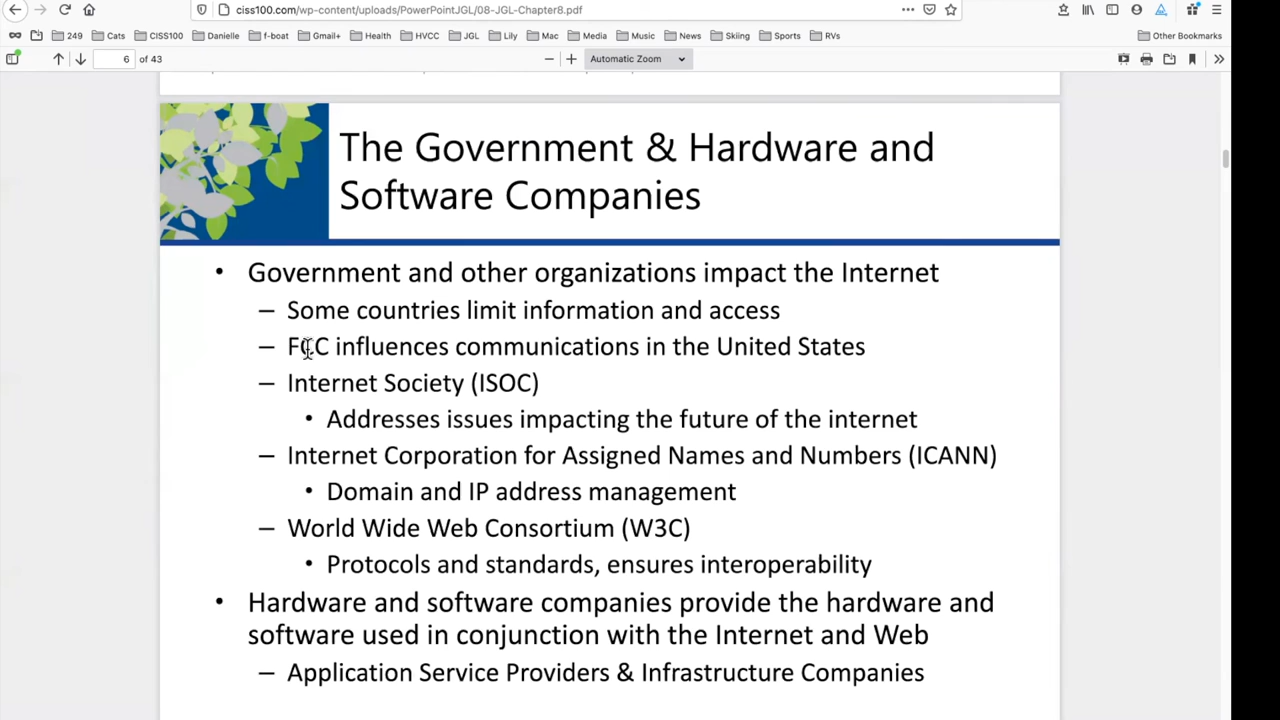 ciss100.com/wp-content/uploads/PowerPointJGL/08-JGL-Chapter8.pdf
249 Cats CISS100 Danielle f-boat Gmail+ Health HVCC JGL Lily Mac Media Music News Skiing Sports RVs Other Bookmarks
6 of 43 Automatic Zoom
The Government & Hardware and
Software Companies
• Government and other organizations impact the Internet
– Some countries limit information and access
– FCC influences communications in the United States
– Internet Society (ISOC)
• Addresses issues impacting the future of the internet
– Internet Corporation for Assigned Names and Numbers (ICANN)
• Domain and IP address management
– World Wide Web Consortium (W3C)
• Protocols and standards, ensures interoperability
• Hardware and software companies provide the hardware and
software used in conjunction with the Internet and Web
– Application Service Providers & Infrastructure Companies